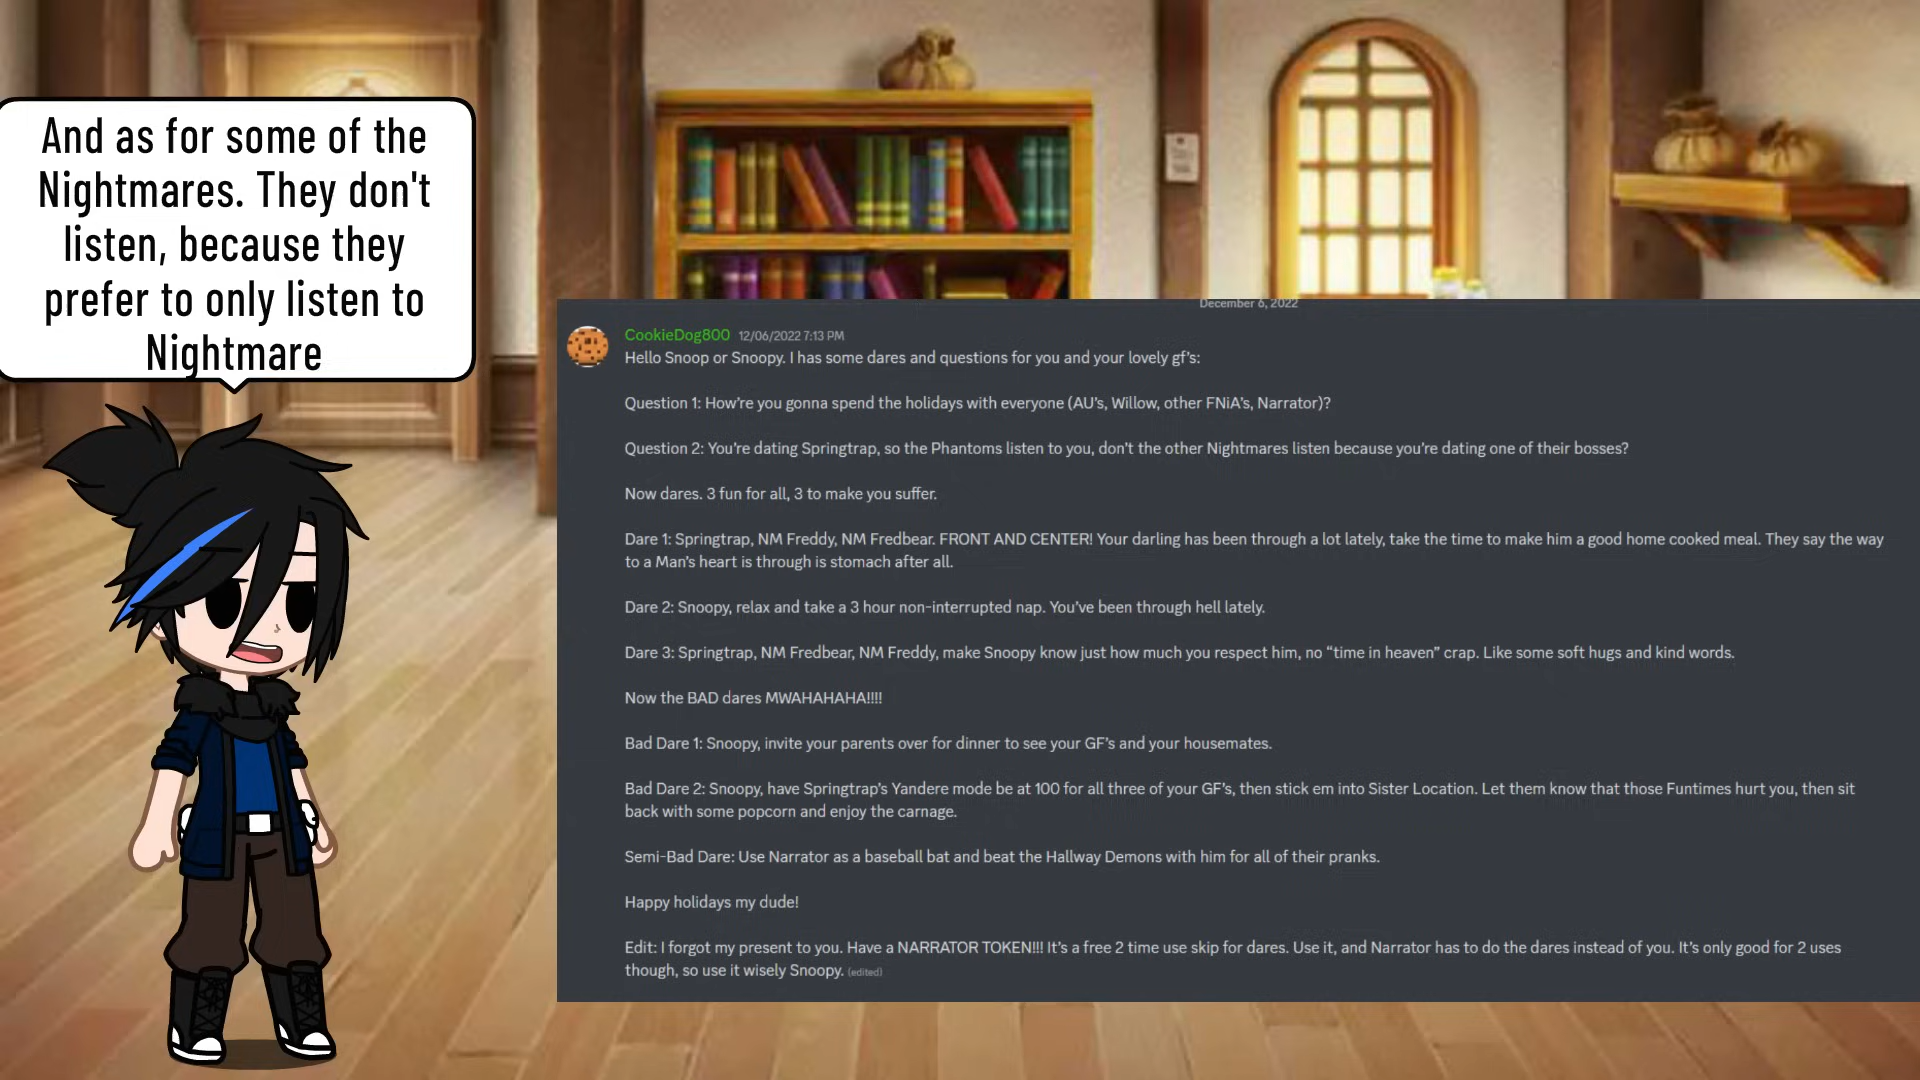 And as for some of the
Nightmares. They don't
listen, because they
prefer to only listen to
Nightmare
December 6, 2022
CookieDog800 12/06/2022 7:13 PM
Hello Snoop or Snoopy. I has some dares and questions for you and your lovely gf's:
Question 1: How're you gonna spend the holidays with everyone (AU's, Willow, other FNiA's, Narrator)?
Question 2: You're dating Springtrap, so the Phantoms listen to you, don't the other Nightmares listen because you're dating one of their bosses?
Now dares. 3 fun for all, 3 to make you suffer.
Dare 1: Springtrap, NM Freddy, NM Fredbear. FRONT AND CENTER! Your darling has been through a lot lately, take the time to make him a good home cooked meal. They say the way
to a Man's heart is through is stomach after all.
Dare 2: Snoopy, relax and take a 3 hour non-interrupted nap. You've been through hell lately.
Dare 3: Springtrap, NM Fredbear, NM Freddy, make Snoopy know just how much you respect him, no “time in heaven” crap. Like some soft hugs and kind words.
Now the BAD dares MWAHAHAHA!!!!
Bad Dare 1: Snoopy, invite your parents over for dinner to see your GF's and your housemates.
Bad Dare 2: Snoopy, have Springtrap's Yandere mode be at 100 for all three of your GF's, then stick em into Sister Location. Let them know that those Funtimes hurt you, then sit
back with some popcorn and enjoy the carnage.
Semi-Bad Dare: Use Narrator as a baseball bat and beat the Hallway Demons with him for all of their pranks.
Happy holidays my dude!
Edit: I forgot my present to you. Have a NARRATOR TOKEN!!! It's a free 2 time use skip for dares. Use it, and Narrator has to do the dares instead of you. It's only good for 2 uses
though, so use it wisely Snoopy. (edited)